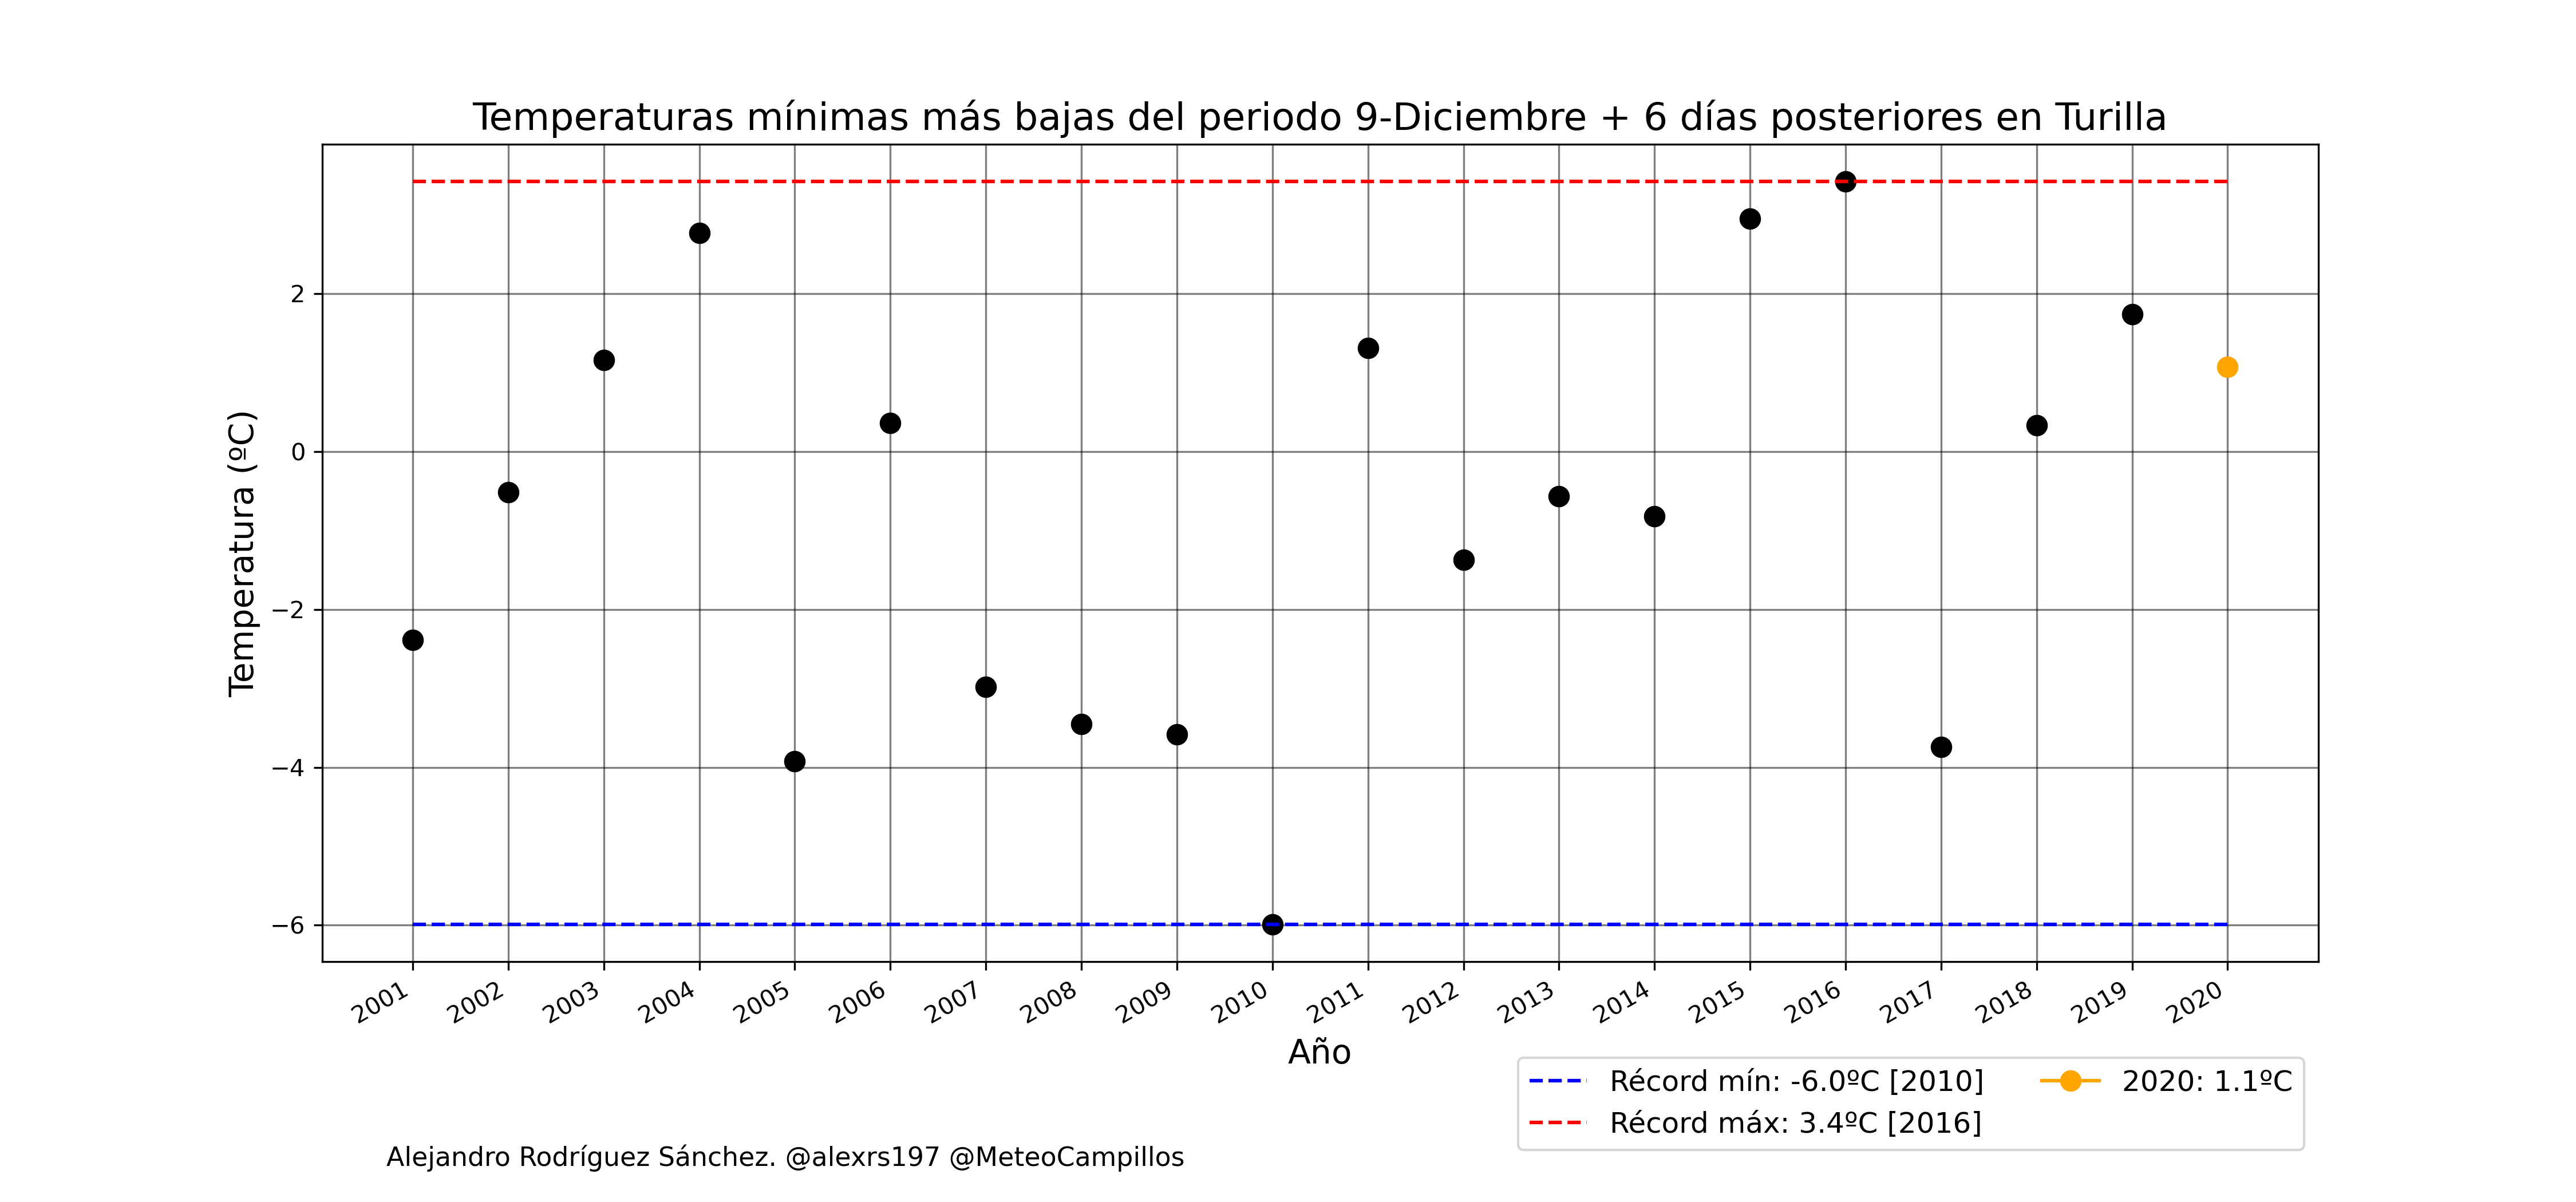 Temperaturas mínimas más bajas del periodo 9-Diciembre + 6 días posteriores en Turilla
Temperatura (ºC)
2
0
−2
−4
−6
2001 2002 2003 2004 2005 2006 2007 2008 2009 2010 2011 2012 2013 2014 2015 2016 2017 2018 2019 2020
Año
Récord mín: -6.0ºC [2010]
Récord máx: 3.4ºC [2016]
2020: 1.1ºC
Alejandro Rodríguez Sánchez. @alexrs197 @MeteoCampillos